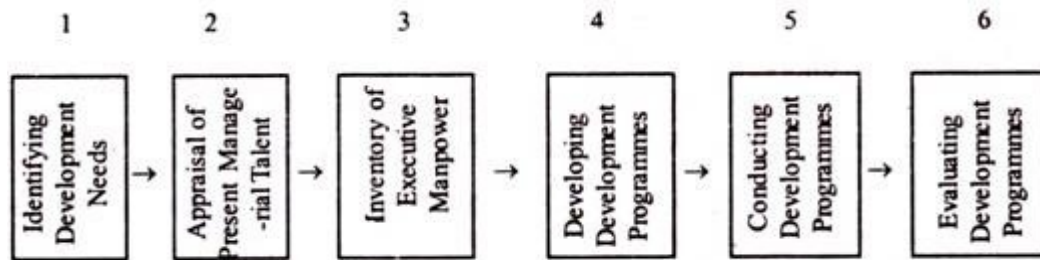 1 2 3 4 5 6
Identifying
Development
Needs
Appraisal of
Present Manage
-rial Talent
Inventory of
Executive
Manpower
Developing
Development
Programmes
Conducting
Development
Programmes
Evaluating
Development
Programmes